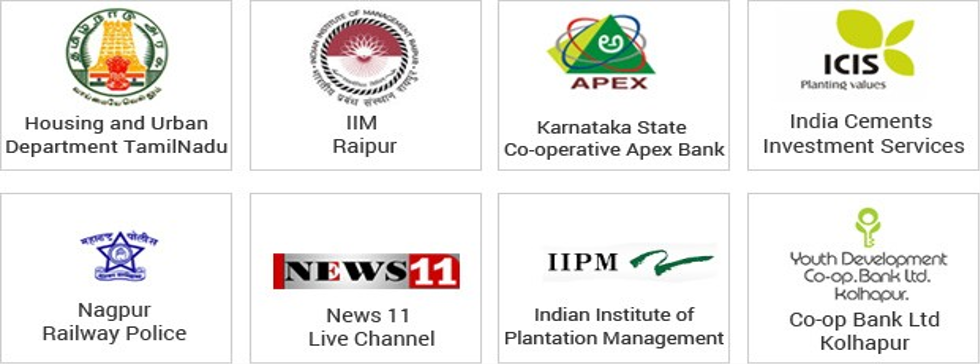 தமிழ்நாடு அரசு
வாய்மையே வெல்லும்
Housing and Urban
Department TamilNadu
INDIAN INSTITUTE OF MANAGEMENT RAIPUR
भारतीय प्रबंध संस्थान रायपुर
IIM
Raipur
APEX
Karnataka State
Co-operative Apex Bank
ICIS
Planting values
India Cements
Investment Services
महाराष्ट्र पोलीस
Nagpur
Railway Police
NEWS 11
News 11
Live Channel
IIPM
Indian Institute of
Plantation Management
Youth Development
Co-op. Bank Ltd.
Kolhapur.
Co-op Bank Ltd
Kolhapur